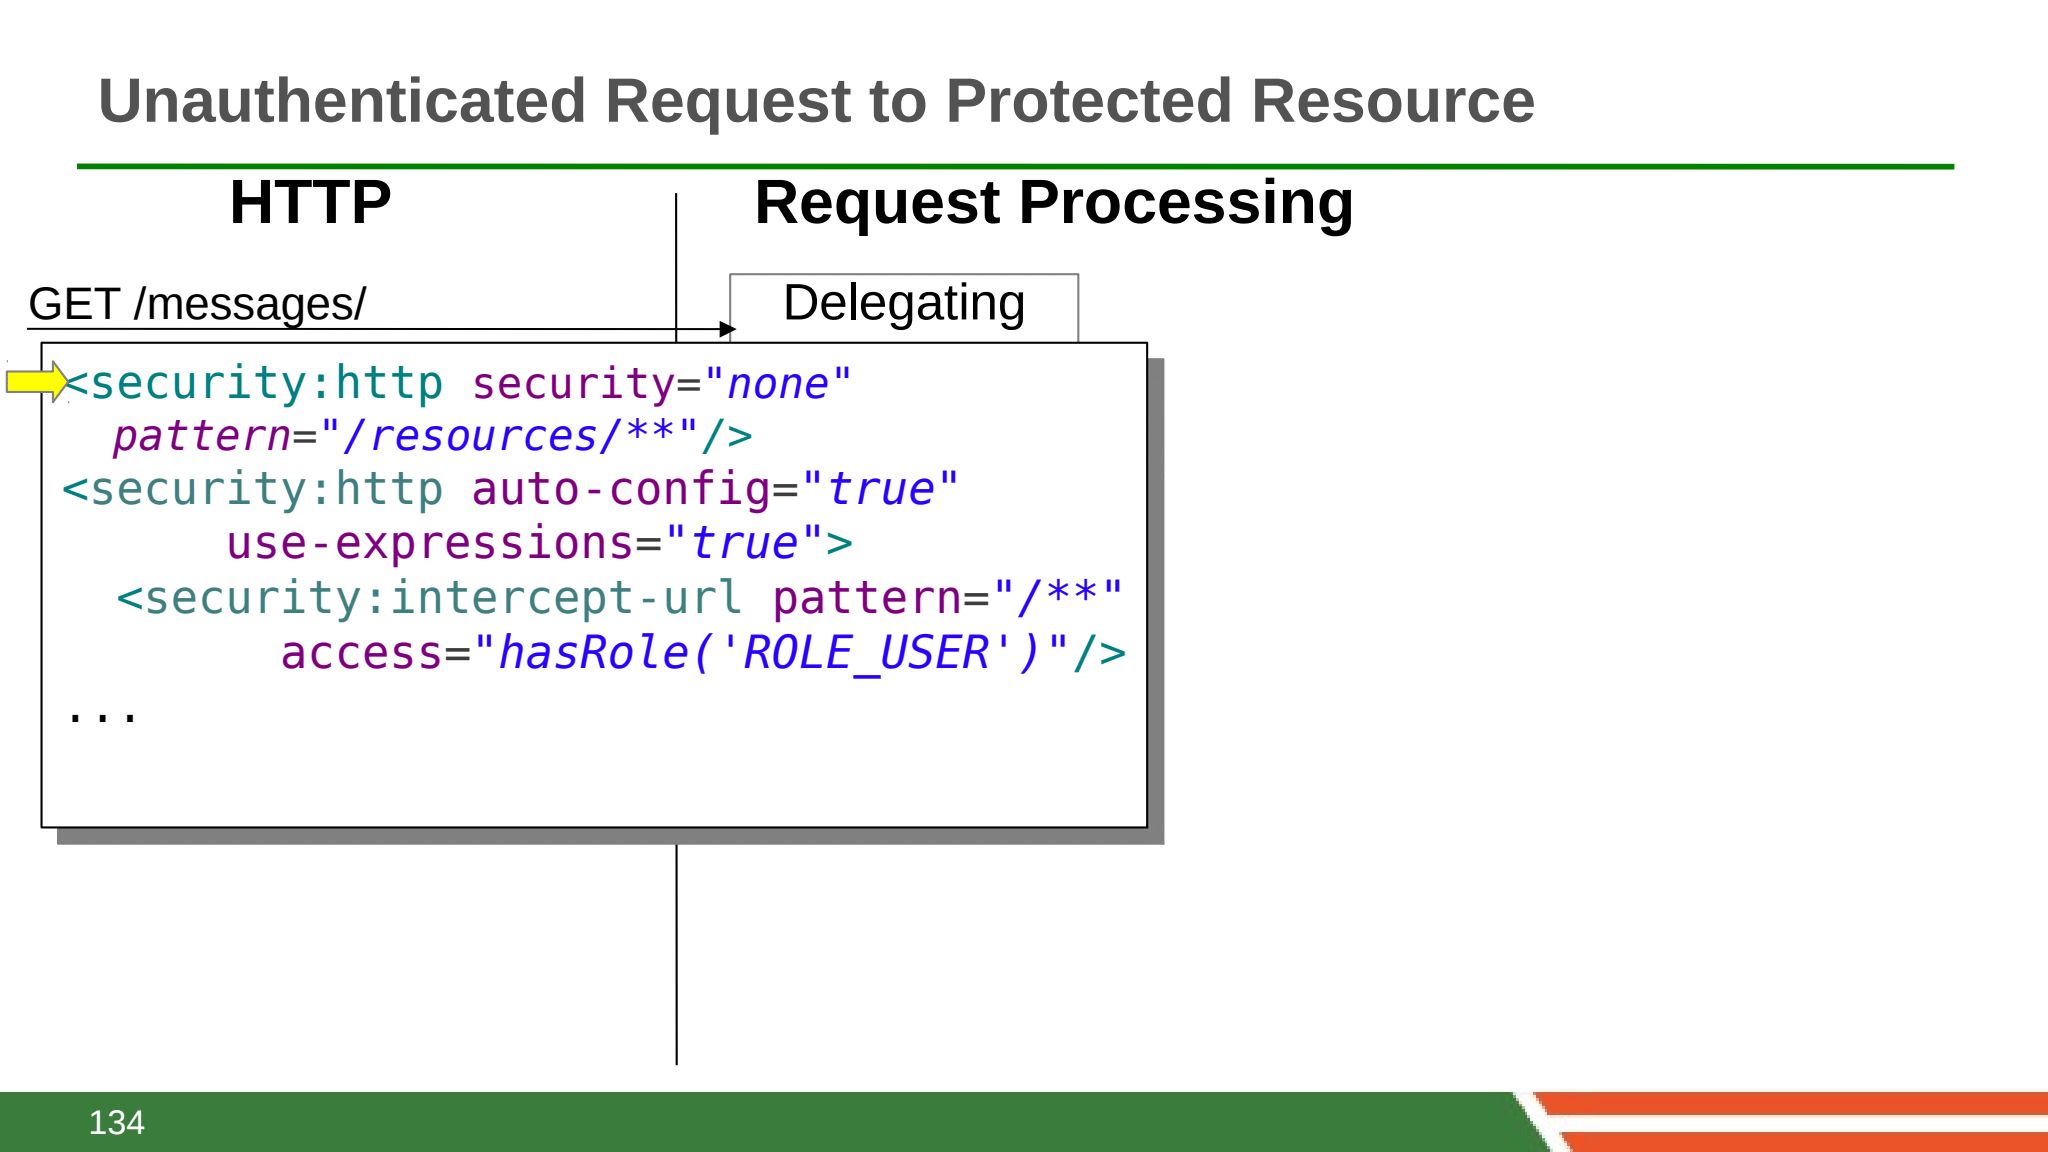 Unauthenticated Request to Protected Resource
HTTP
Request Processing
GET /messages/
Delegating
<security:http security="none"
pattern="/resources/**"/>
<security:http auto-config="true"
use-expressions="true">
<security:intercept-url pattern="/**"
access="hasRole('ROLE_USER')"/>
...
134